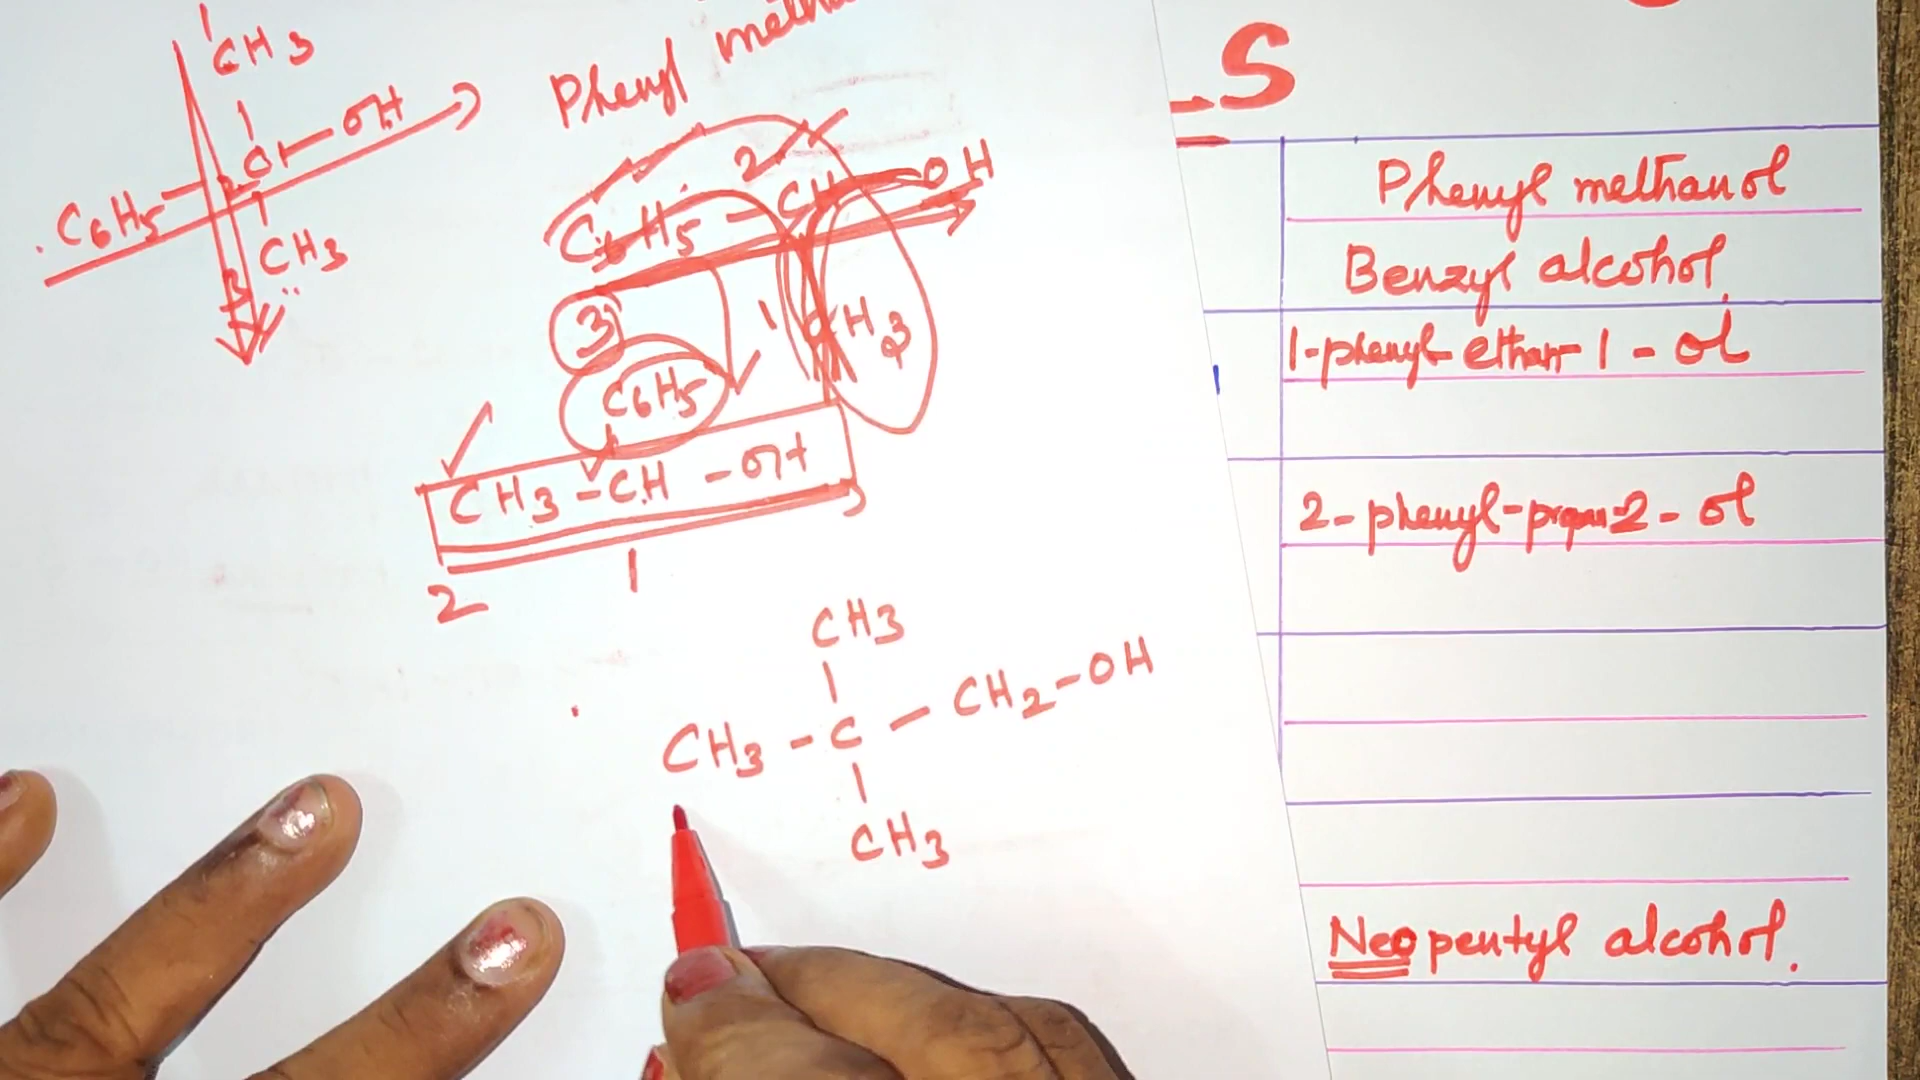 CH3
C-OH
C6H5
CH3
Phenyl
2
C6H5-CH-OH
3
1
CH3
C6H5
CH3-CH-OH
2 1
CH3
CH3-C-CH2-OH
CH3
LS
Phenyl methanol
Benzyl alcohol
1-phenyl-ethan-1-ol
2-phenyl-propan-2-ol
Neopentyl alcohol.